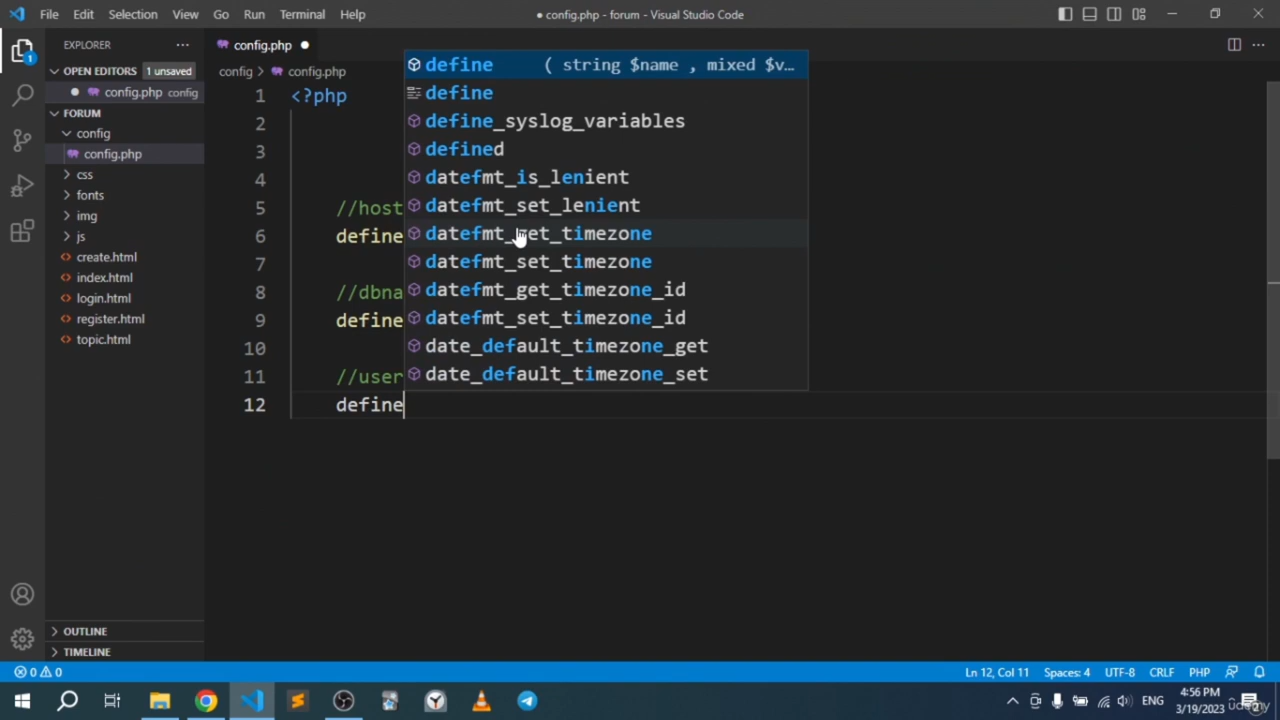 File Edit Selection View Go Run Terminal Help
● config.php - forum - Visual Studio Code
EXPLORER
OPEN EDITORS 1 unsaved
config.php config
FORUM
config
config.php
css
fonts
img
js
create.html
index.html
login.html
register.html
topic.html
OUTLINE
TIMELINE
config.php
config > config.php
1 <?php
2
3
4
5 //host
6 define
7
8 //dbna
9 define
10
11 //user
12 define
define ( string $name , mixed $v…
define
define_syslog_variables
defined
datefmt_is_lenient
datefmt_set_lenient
datefmt_get_timezone
datefmt_set_timezone
datefmt_get_timezone_id
datefmt_set_timezone_id
date_default_timezone_get
date_default_timezone_set
0 0 Ln 12, Col 11 Spaces: 4 UTF-8 CRLF PHP
ENG
4:56 PM
3/19/2023
udemy